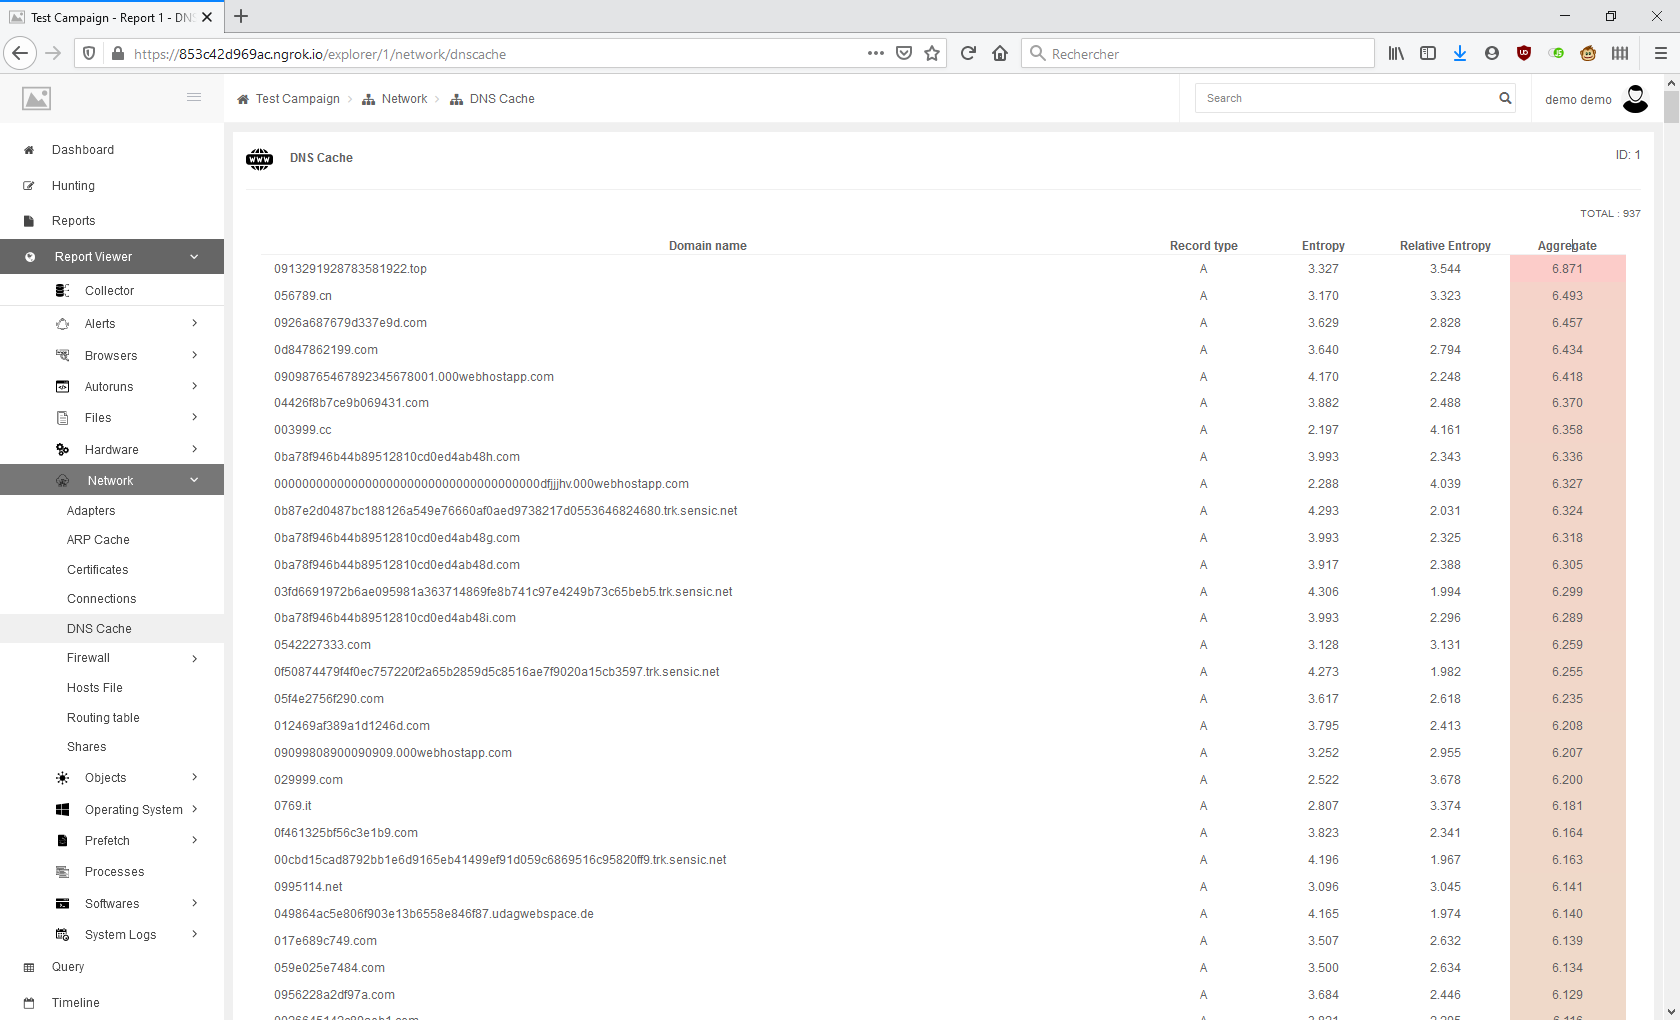 Test Campaign - Report 1 - DNS
https://853c42d969ac.ngrok.io/explorer/1/network/dnscache
Rechercher
Test Campaign
Network
DNS Cache
Search
demo demo
Dashboard
Hunting
Reports
Report Viewer
Collector
Alerts
Browsers
Autoruns
Files
Hardware
Network
Adapters
ARP Cache
Certificates
Connections
DNS Cache
Firewall
Hosts File
Routing table
Shares
Objects
Operating System
Prefetch
Processes
Softwares
System Logs
Query
Timeline
www
DNS Cache
ID: 1
TOTAL : 937
Domain name Record type Entropy Relative Entropy Aggregate
0913291928783581922.top A 3.327 3.544 6.871
056789.cn A 3.170 3.323 6.493
0926a687679d337e9d.com A 3.629 2.828 6.457
0d847862199.com A 3.640 2.794 6.434
09098765467892345678001.000webhostapp.com A 4.170 2.248 6.418
04426f8b7ce9b069431.com A 3.882 2.488 6.370
003999.cc A 2.197 4.161 6.358
0ba78f946b44b89512810cd0ed4ab48h.com A 3.993 2.343 6.336
A 2.288 4.039 6.327
0b87e2d0487bc188126a549e76660af0aed9738217d0553646824680.trk.sensic.net A 4.293 2.031 6.324
0ba78f946b44b89512810cd0ed4ab48g.com A 3.993 2.325 6.318
0ba78f946b44b89512810cd0ed4ab48d.com A 3.917 2.388 6.305
03fd6691972b6ae095981a363714869fe8b741c97e4249b73c65beb5.trk.sensic.net A 4.306 1.994 6.299
0ba78f946b44b89512810cd0ed4ab48i.com A 3.993 2.296 6.289
0542227333.com A 3.128 3.131 6.259
0f50874479f4f0ec757220f2a65b2859d5c8516ae7f9020a15cb3597.trk.sensic.net A 4.273 1.982 6.255
05f4e2756f290.com A 3.617 2.618 6.235
012469af389a1d1246d.com A 3.795 2.413 6.208
09099808900090909.000webhostapp.com A 3.252 2.955 6.207
029999.com A 2.522 3.678 6.200
0769.it A 2.807 3.374 6.181
0f461325bf56c3e1b9.com A 3.823 2.341 6.164
00cbd15cad8792bb1e6d9165eb41499ef91d059c6869516c95820ff9.trk.sensic.net A 4.196 1.967 6.163
0995114.net A 3.096 3.045 6.141
049864ac5e806f903e13b6558e846f87.udagwebspace.de A 4.165 1.974 6.140
017e689c749.com A 3.507 2.632 6.139
059e025e7484.com A 3.500 2.634 6.134
0956228a2df97a.com A 3.684 2.446 6.129